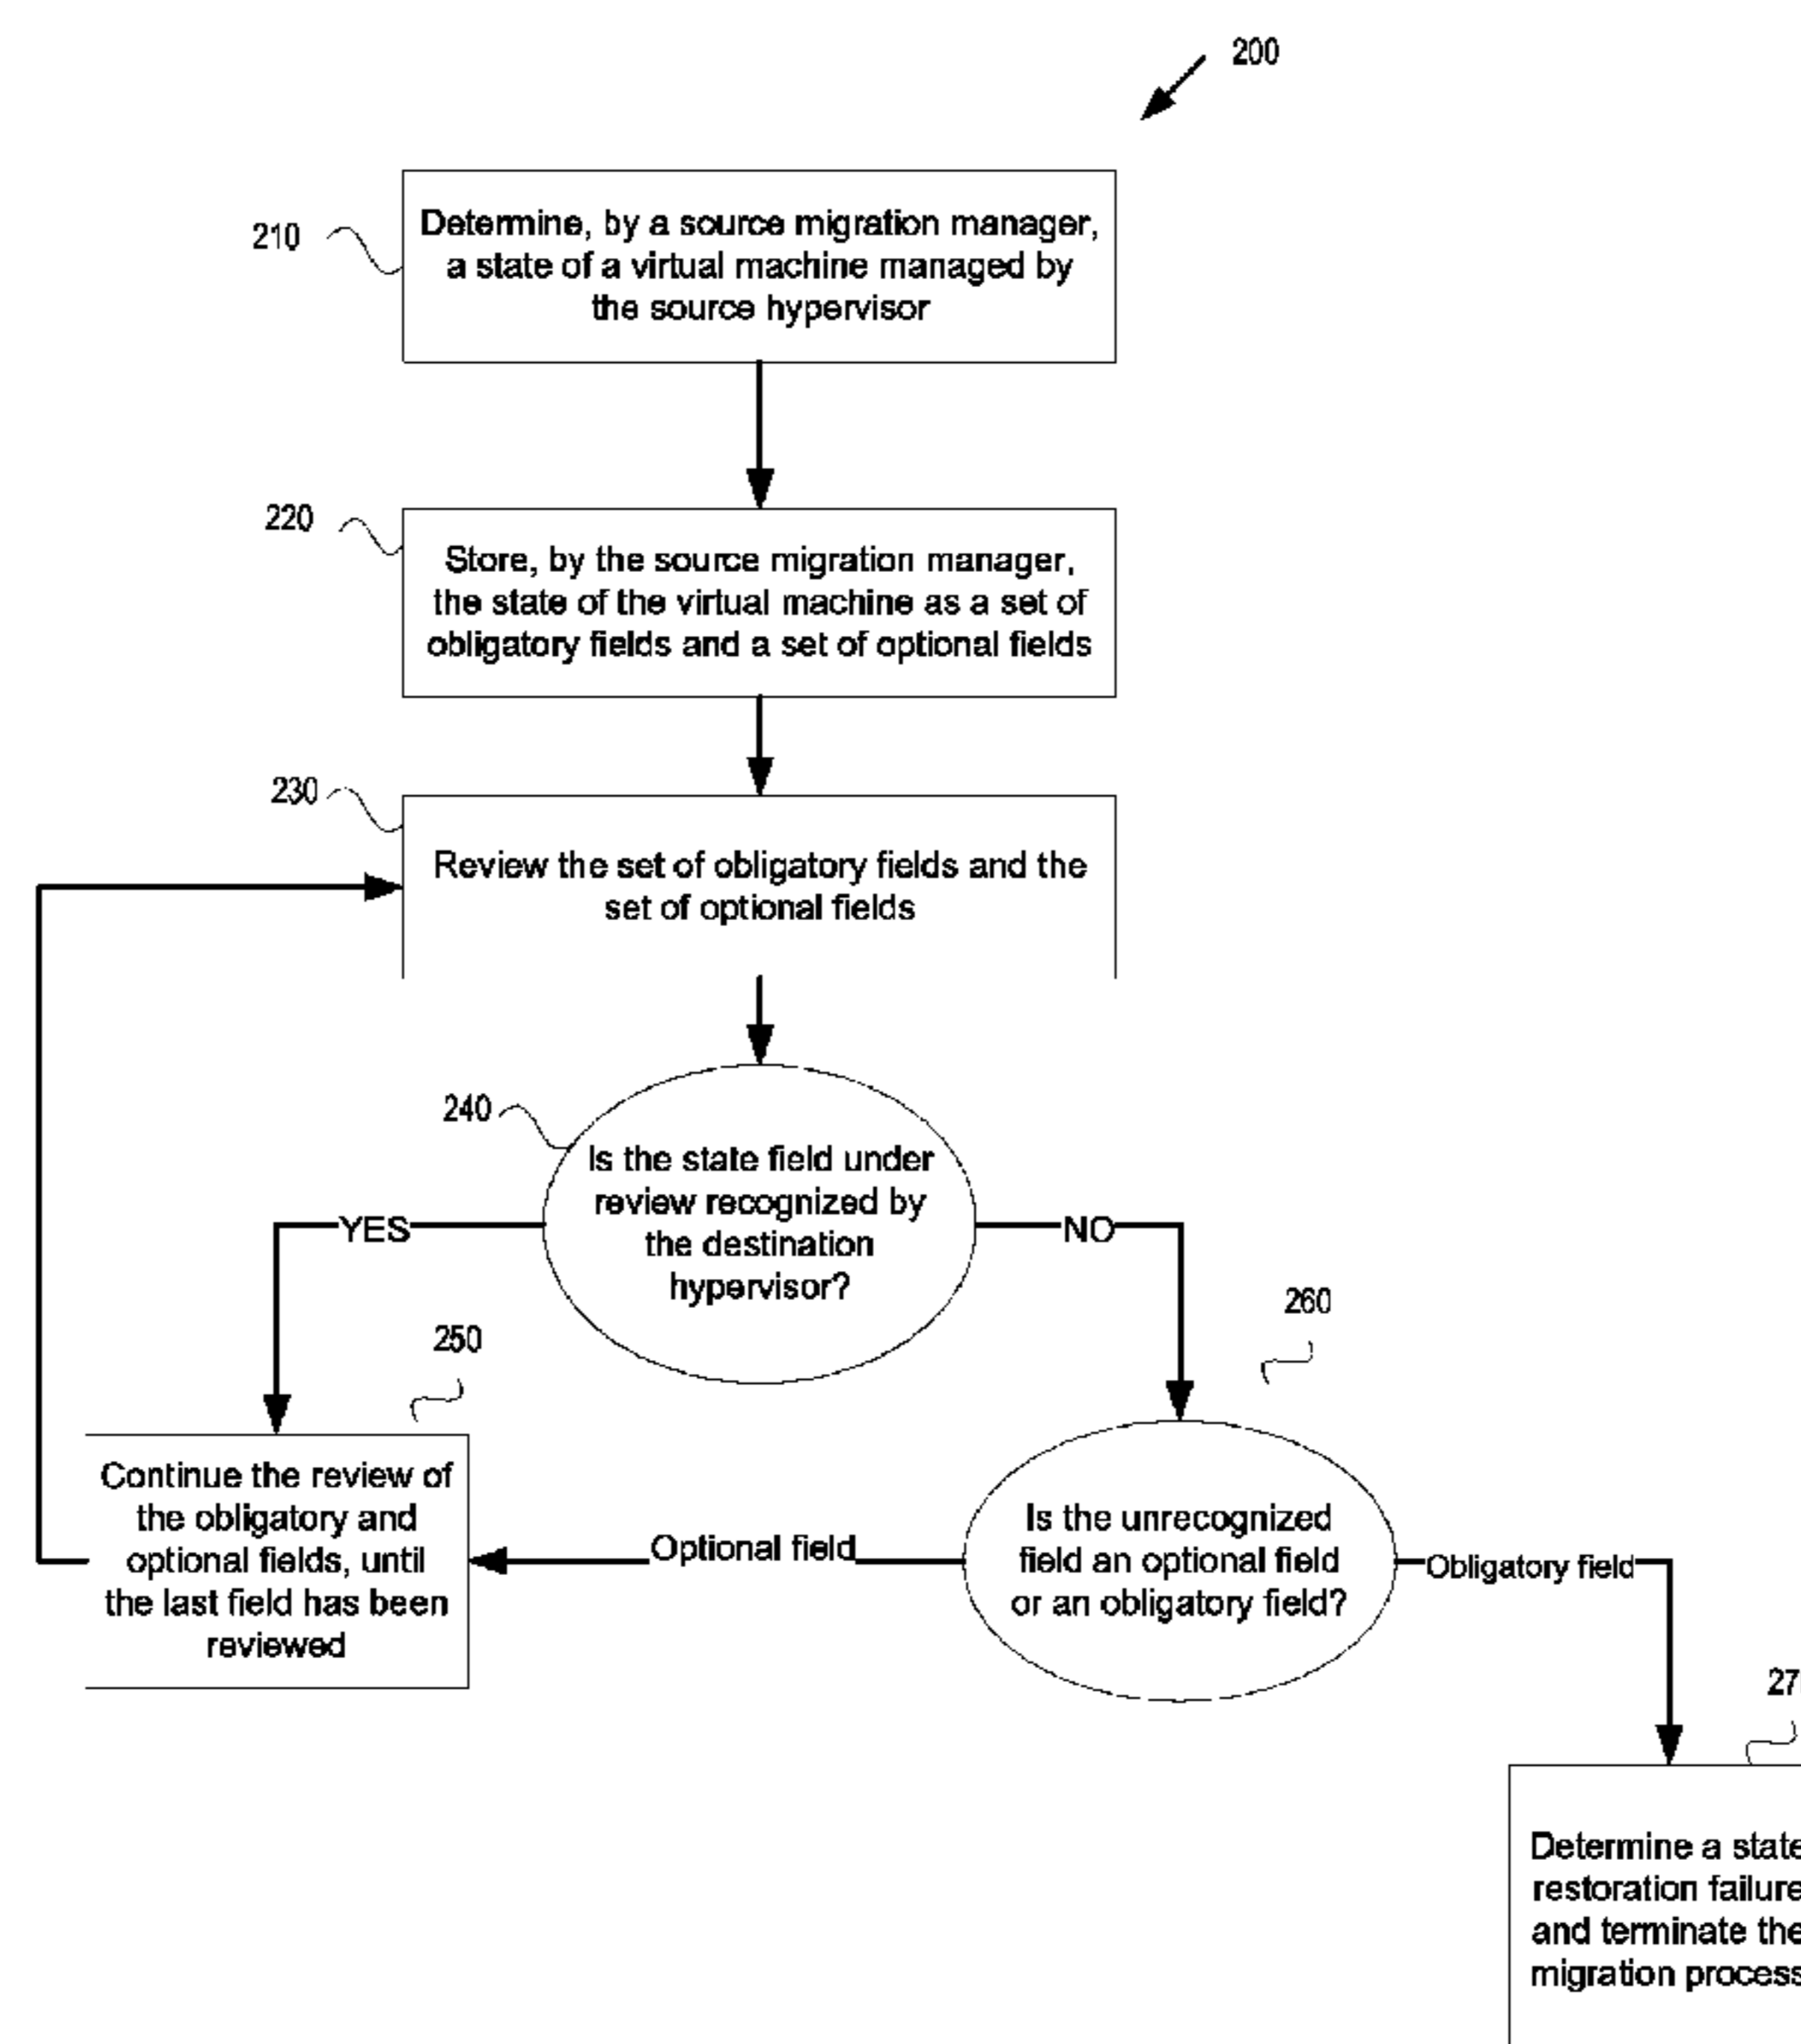 200
210
Determine, by a source migration manager,
a state of a virtual machine managed by
the source hypervisor
220
Store, by the source migration manager,
the state of the virtual machine as a set of
obligatory fields and a set of optional fields
230
Review the set of obligatory fields and the
set of optional fields
240
Is the state field under
review recognized by
the destination
hypervisor?
YES
NO
250
260
Continue the review of
the obligatory and
optional fields, until
the last field has been
reviewed
Optional field
Is the unrecognized
field an optional field
or an obligatory field?
Obligatory field
27
Determine a state
restoration failure
and terminate the
migration process